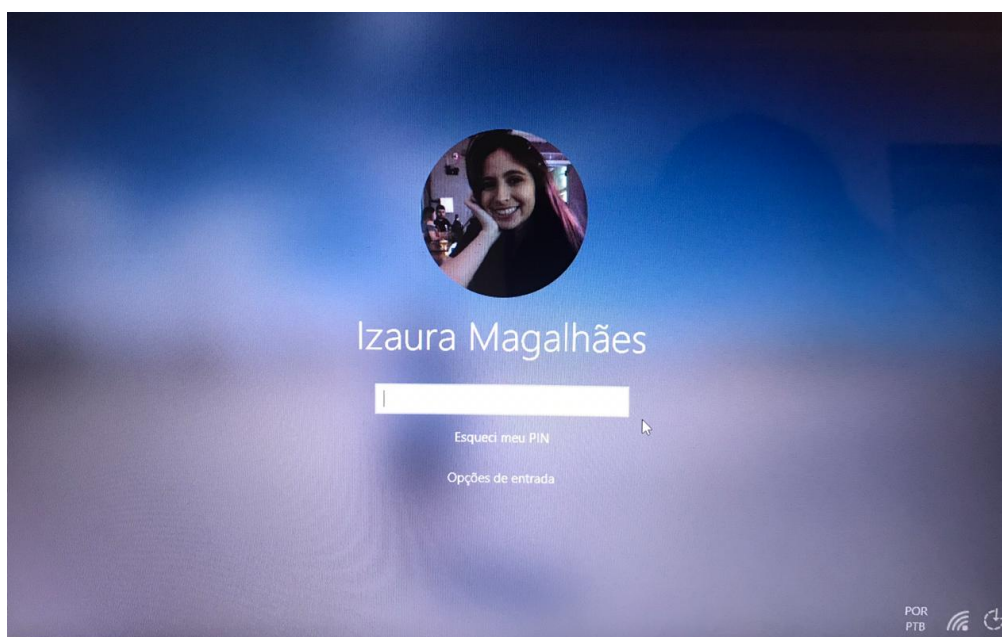 Izaura Magalhães
Esqueci meu PIN
Opções de entrada
POR
PTB